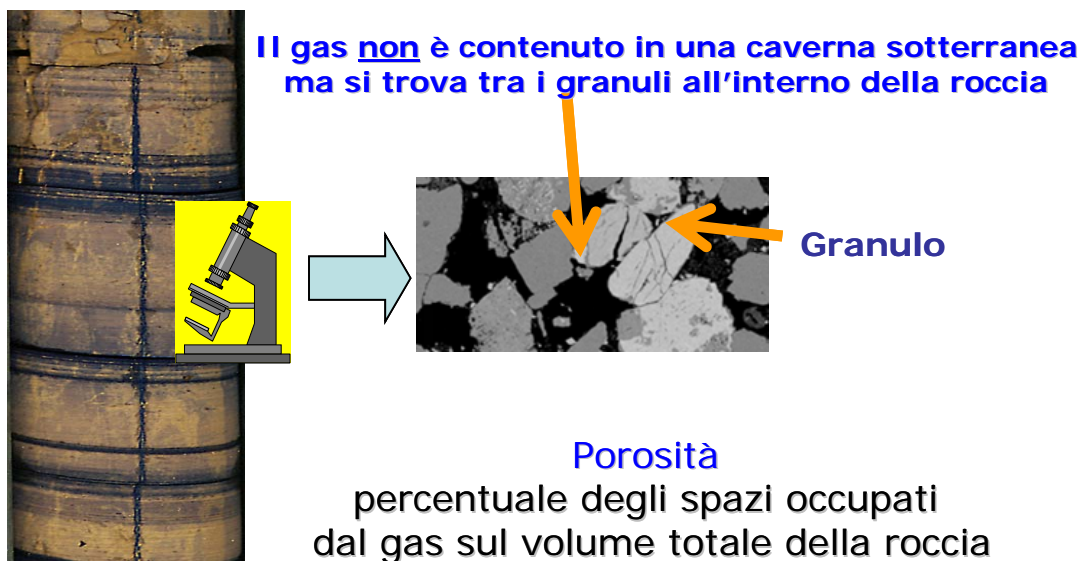 Il gas non è contenuto in una caverna sotterranea
ma si trova tra i granuli all'interno della roccia
Granulo
Porosità
percentuale degli spazi occupati
dal gas sul volume totale della roccia